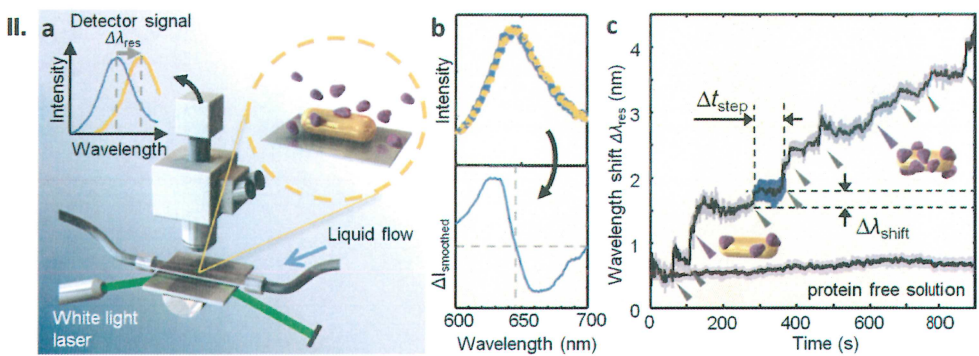 II. a
Detector signal
Δλres
Intensity
Wavelength
Liquid flow
White light
laser
b
Intensity
ΔIsmoothed
600 650 700
Wavelength (nm)
c
Wavelength shift Δλres (nm)
4
3
2
1
0
Δtstep
Δλshift
protein free solution
0 200 400 600 800
Time (s)